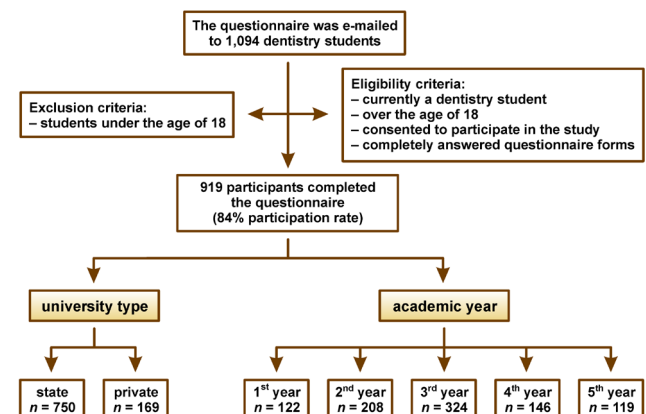 The questionnaire was e-mailed
to 1,094 dentistry students
Exclusion criteria:
– students under the age of 18
Eligibility criteria:
– currently a dentistry student
– over the age of 18
– consented to participate in the study
– completely answered questionnaire forms
919 participants completed
the questionnaire
(84% participation rate)
university type
academic year
state
n = 750
private
n = 169
1st year
n = 122
2nd year
n = 208
3rd year
n = 324
4th year
n = 146
5th year
n = 119